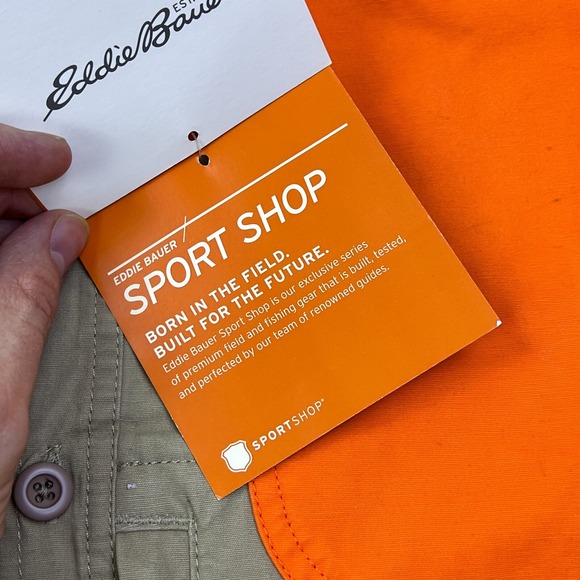 Eddie Bauer
EDDIE BAUER
SPORT SHOP
BORN IN THE FIELD.
BUILT FOR THE FUTURE.
Eddie Bauer Sport Shop is our exclusive series
of premium field and fishing gear that is built, tested,
and perfected by our team of renowned guides.
SPORTSHOP®